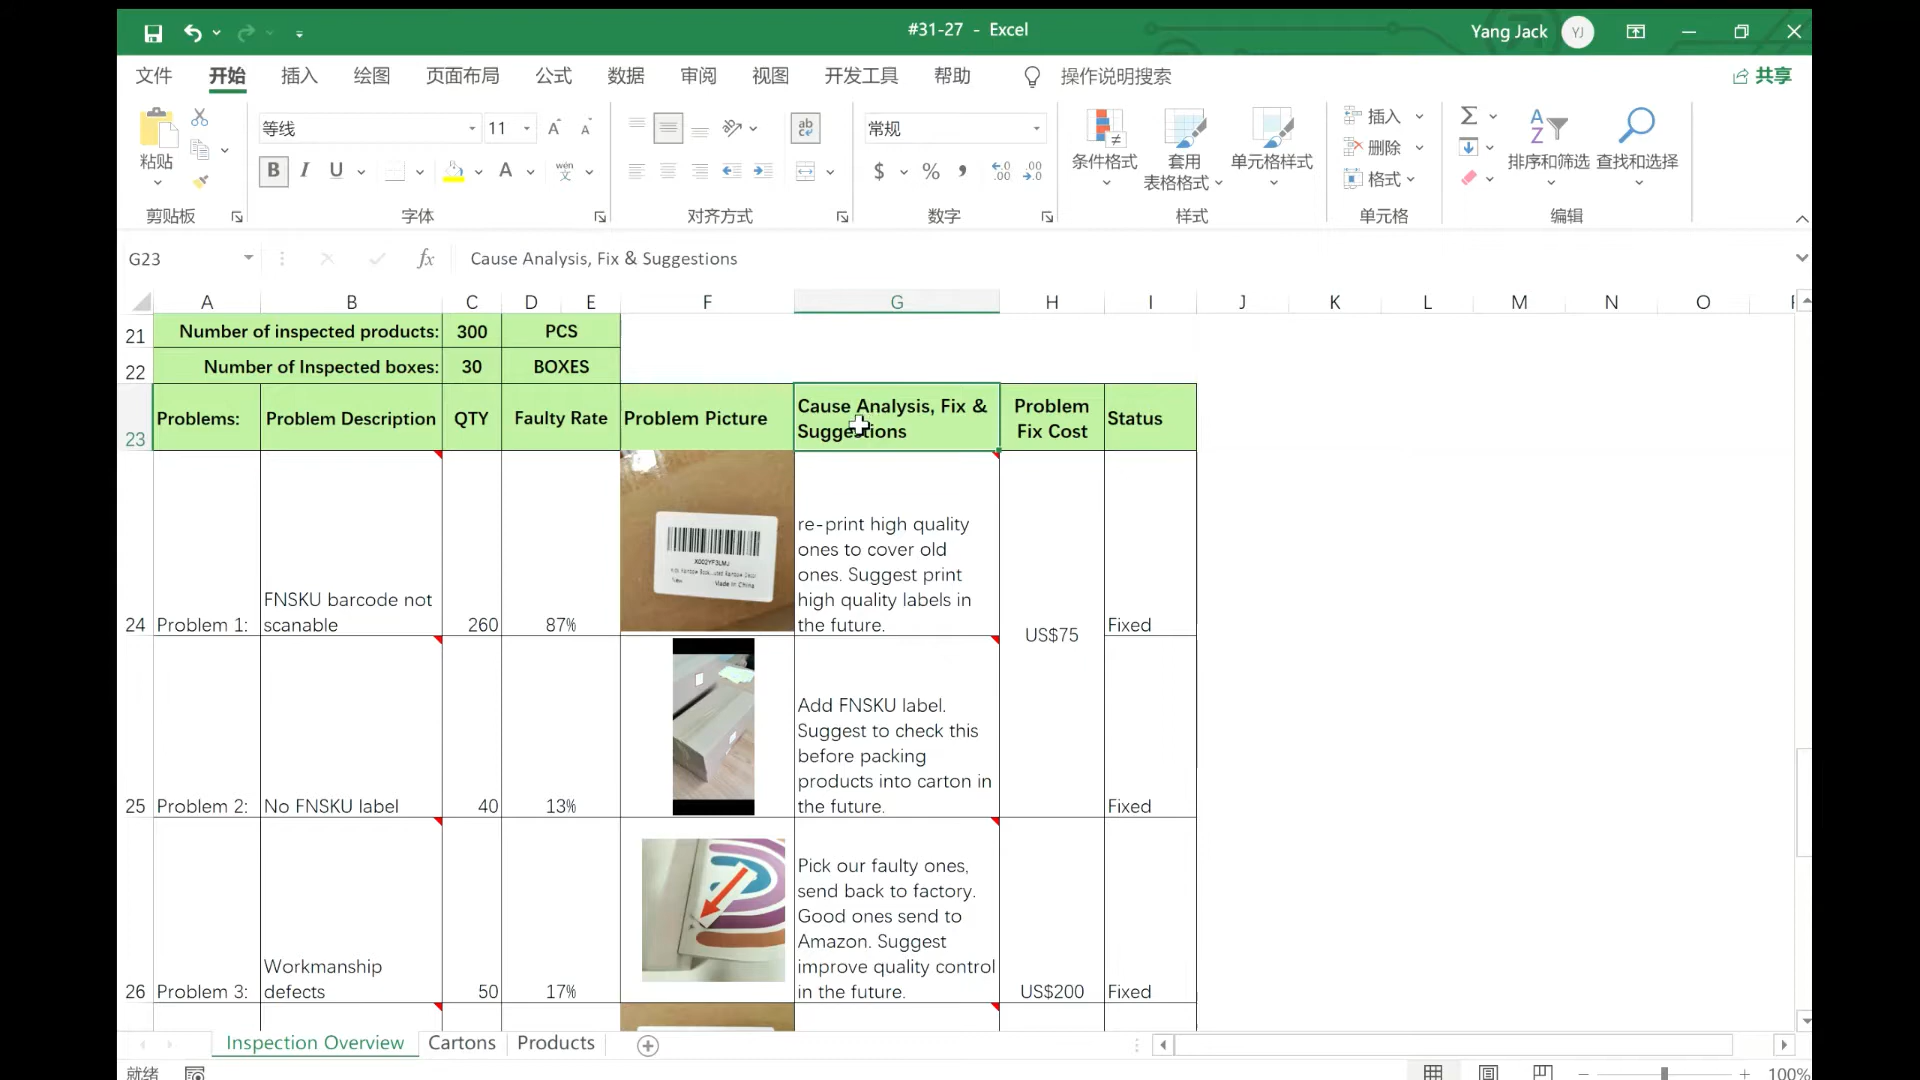 #31-27 - Excel
Yang Jack
YJ
文件 开始 插入 绘图 页面布局 公式 数据 审阅 视图 开发工具 帮助 操作说明搜索 共享
等线 11 常规
粘贴
B I U A wén 文
$ % ,
条件格式 套用 表格格式 单元格样式
插入
删除
格式
排序和筛选 查找和选择
剪贴板 字体 对齐方式 数字 样式 单元格 编辑
G23 fx Cause Analysis, Fix & Suggestions
A B C D E F G H I J K L M N O
21 Number of inspected products: 300 PCS
22 Number of Inspected boxes: 30 BOXES
23 Problems: Problem Description QTY Faulty Rate Problem Picture
Cause Analysis, Fix &
Suggestions
Problem
Fix Cost
Status
24 Problem 1:
FNSKU barcode not
scanable
260 87%
X002YF3LMJ
New
Made in China
re-print high quality
ones to cover old
ones. Suggest print
high quality labels in
the future.
US$75
Fixed
25 Problem 2: No FNSKU label 40 13%
Add FNSKU label.
Suggest to check this
before packing
products into carton in
the future.
Fixed
26 Problem 3:
Workmanship
defects
50 17%
Pick our faulty ones,
send back to factory.
Good ones send to
Amazon. Suggest
improve quality control
in the future.
US$200 Fixed
Inspection Overview Cartons Products
就绪
100%